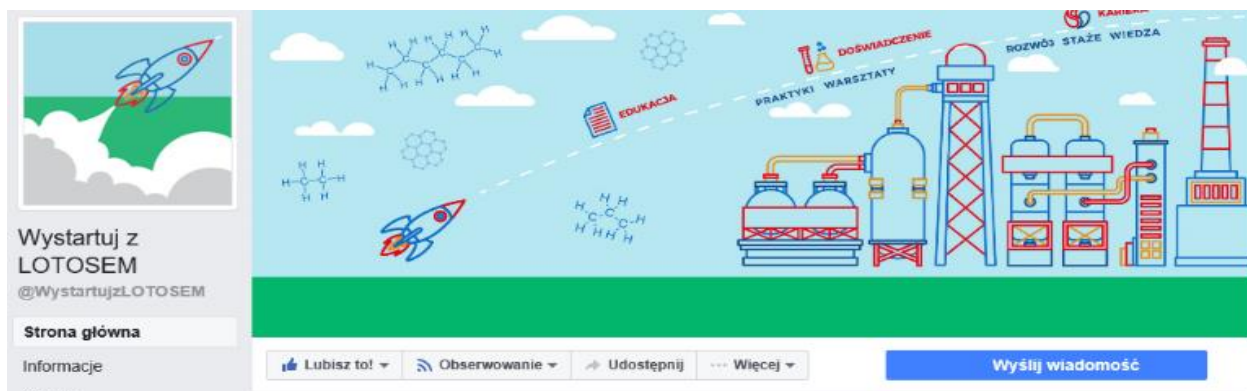 KARIERA
ROZWÓJ STAŻE WIEDZA
DOŚWIADCZENIE
PRAKTYKI WARSZTATY
EDUKACJA
Wystartuj z
LOTOSEM
@WystartujzLOTOSEM
Strona główna
Informacje
Lubisz to!
Obserwowanie
Udostępnij
Więcej
Wyślij wiadomość